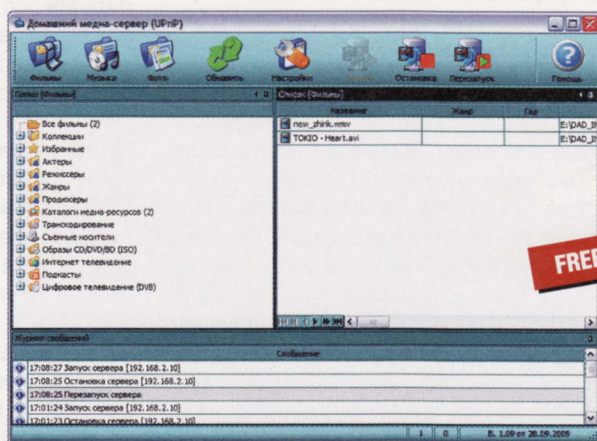 Домашний медиа-сервер (UPnP)
Фильмы Музыка Фото Обновить Настройки Остановка Перезапуск Помощь
Папки [Фильмы]
Список [Фильмы]
Название Жанр Год
Все фильмы (2)
Коллекции
Избранные
Актеры
Режиссеры
Жанры
Продюсеры
Каталоги медиа-ресурсов (2)
Транскодирование
Съемные носители
Образы CD/DVD/BD (ISO)
Интернет телевидение
Подкасты
Цифровое телевидение (DVB)
new_zhink.wmv E:\DAD_IN
TOKIO - Heart.avi E:\DAD_IN
FREE
Журнал сообщений
Сообщение
17:08:27 Запуск сервера [192.168.2.10]
17:08:25 Остановка сервера [192.168.2.10]
17:08:25 Перезапуск сервера
17:01:24 Запуск сервера [192.168.2.10]
17:01:23 Остановка сервера [192.168.2.10]
1 0 В. 1.09 от 28.09.2009